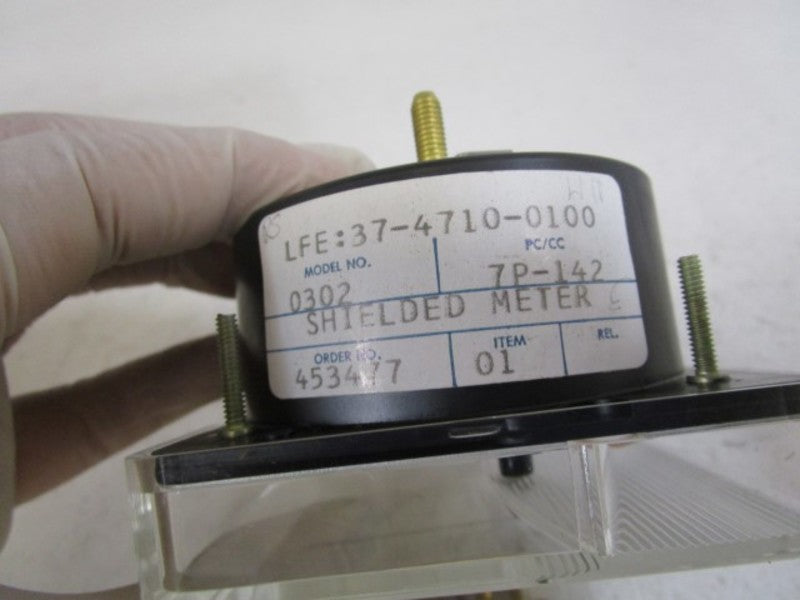 LFE:37-4710-0100
MODEL NO. PC/CC
0302 7P-142
SHIELDED METER
ORDER NO. ITEM REL.
453477 01